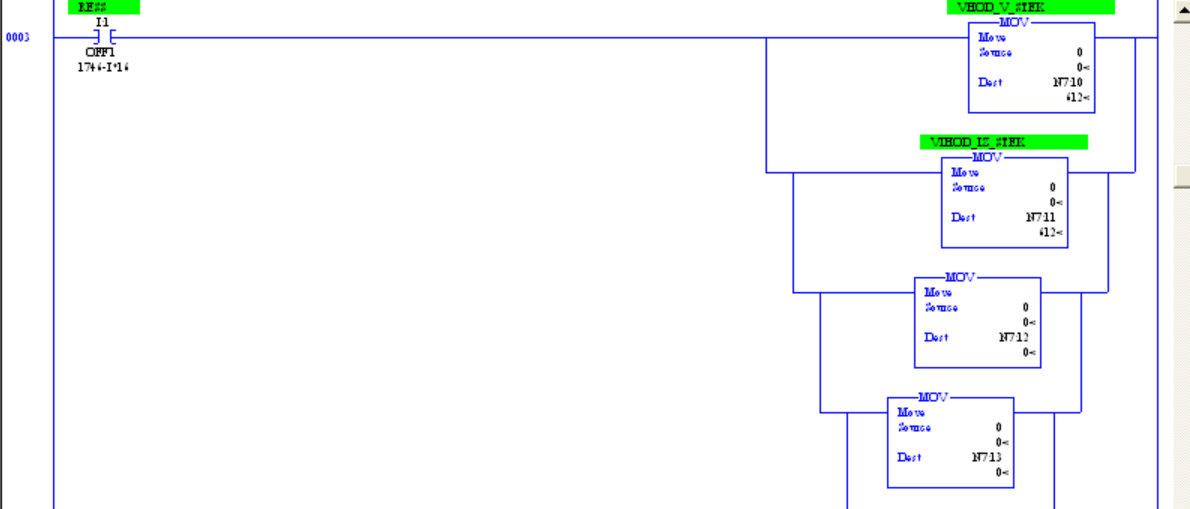 RESS
I1
OFF1
1746-I*16
0003
VHOD_V_STEK
MOV
Move
Source 0
0<
Dest N7:10
612<
VIHOD_IZ_STEK
MOV
Move
Source 0
0<
Dest N7:11
612<
MOV
Move
Source 0
0<
Dest N7:12
0<
MOV
Move
Source 0
0<
Dest N7:13
0<